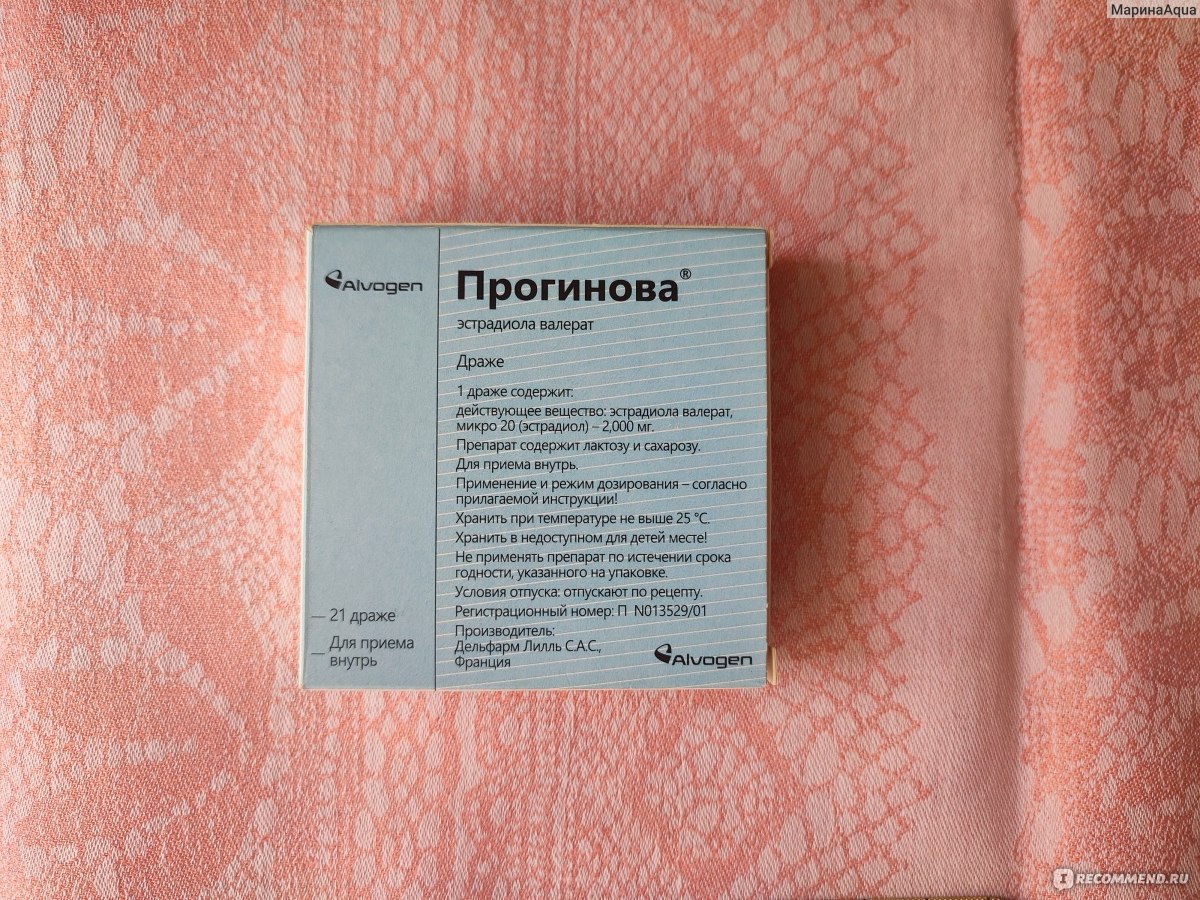 МаринаAqua
Alvogen
Прогинова®
эстрадиола валерат
Драже
1 драже содержит:
действующее вещество: эстрадиола валерат,
микро 20 (эстрадиол) – 2,000 мг.
Препарат содержит лактозу и сахарозу.
Для приема внутрь.
Применение и режим дозирования – согласно
прилагаемой инструкции!
Хранить при температуре не выше 25 °C.
Хранить в недоступном для детей месте!
Не применять препарат по истечении срока
годности, указанного на упаковке.
Условия отпуска: отпускают по рецепту.
Регистрационный номер: П N013529/01
Производитель:
Дельфарм Лилль С.А.С.,
Франция
— 21 драже
— Для приема
внутрь
Alvogen
IRECOMMEND.RU